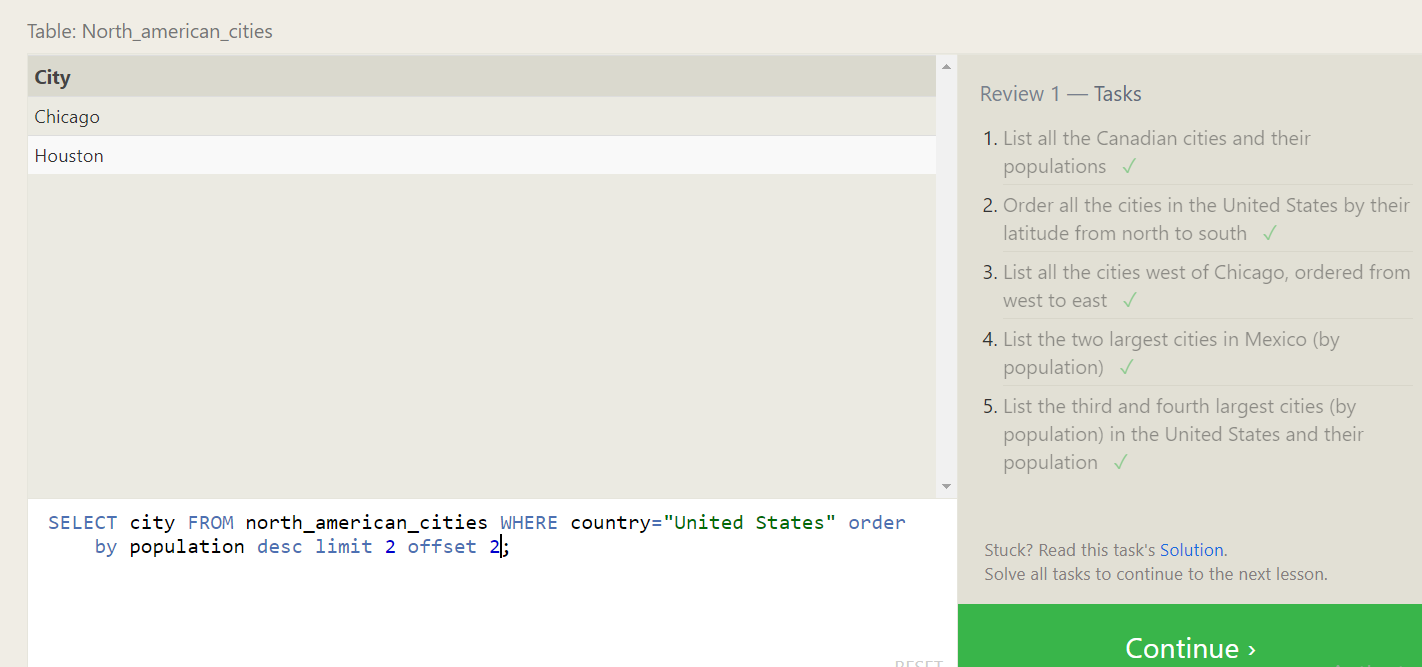 Table: North_american_cities
City
Chicago
Houston
SELECT city FROM north_american_cities WHERE country="United States" order
by population desc limit 2 offset 2;
RESET
Review 1 — Tasks
1. List all the Canadian cities and their
populations ✓
2. Order all the cities in the United States by their
latitude from north to south ✓
3. List all the cities west of Chicago, ordered from
west to east ✓
4. List the two largest cities in Mexico (by
population) ✓
5. List the third and fourth largest cities (by
population) in the United States and their
population ✓
Stuck? Read this task's Solution.
Solve all tasks to continue to the next lesson.
Continue ›